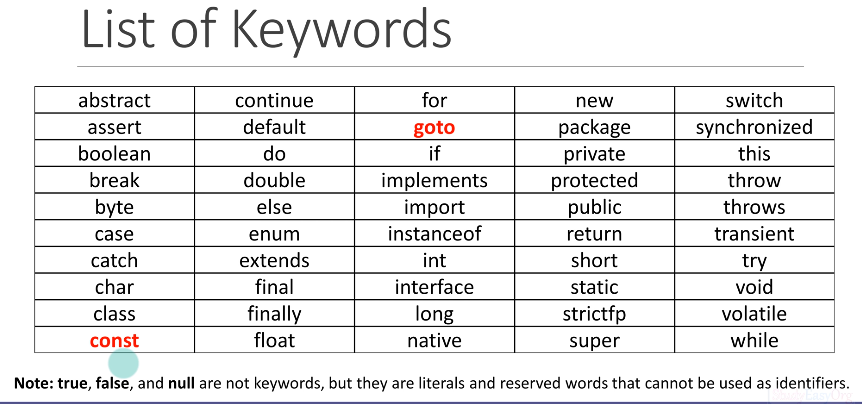 List of Keywords
abstract continue for new switch
assert default goto package synchronized
boolean do if private this
break double implements protected throw
byte else import public throws
case enum instanceof return transient
catch extends int short try
char final interface static void
class finally long strictfp volatile
const float native super while
Note: true, false, and null are not keywords, but they are literals and reserved words that cannot be used as identifiers.